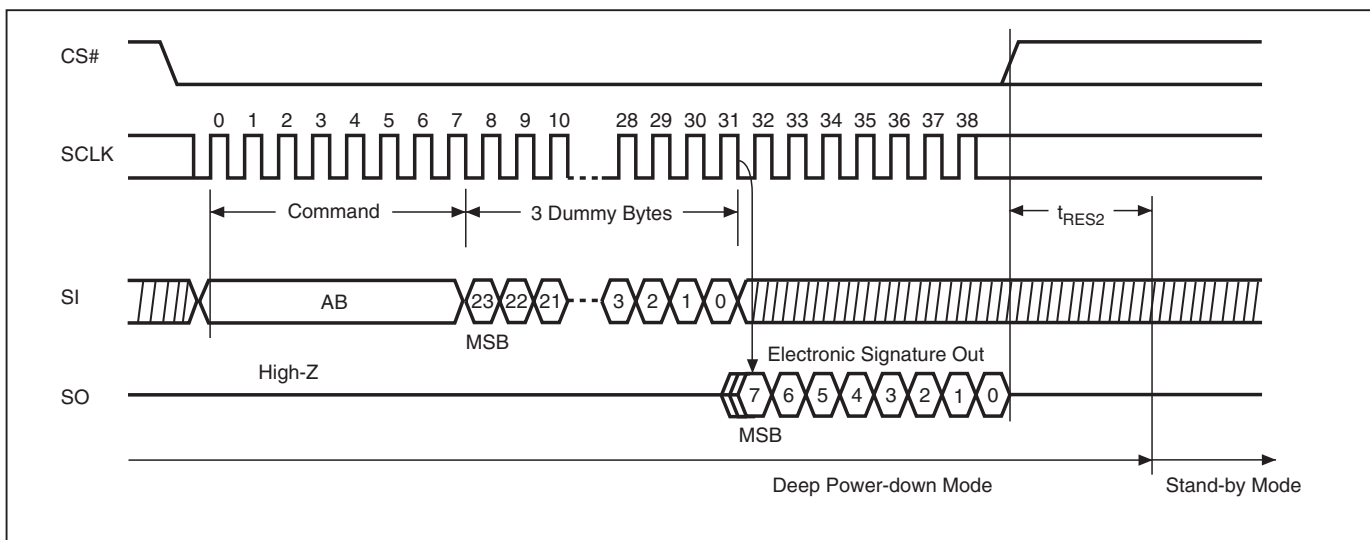 CS#
0 1 2 3 4 5 6 7 8 9 10 28 29 30 31 32 33 34 35 36 37 38
SCLK
Command 3 Dummy Bytes tRES2
SI AB 23 22 21 3 2 1 0
MSB
Electronic Signature Out
High-Z
SO 7 6 5 4 3 2 1 0
MSB
Deep Power-down Mode Stand-by Mode